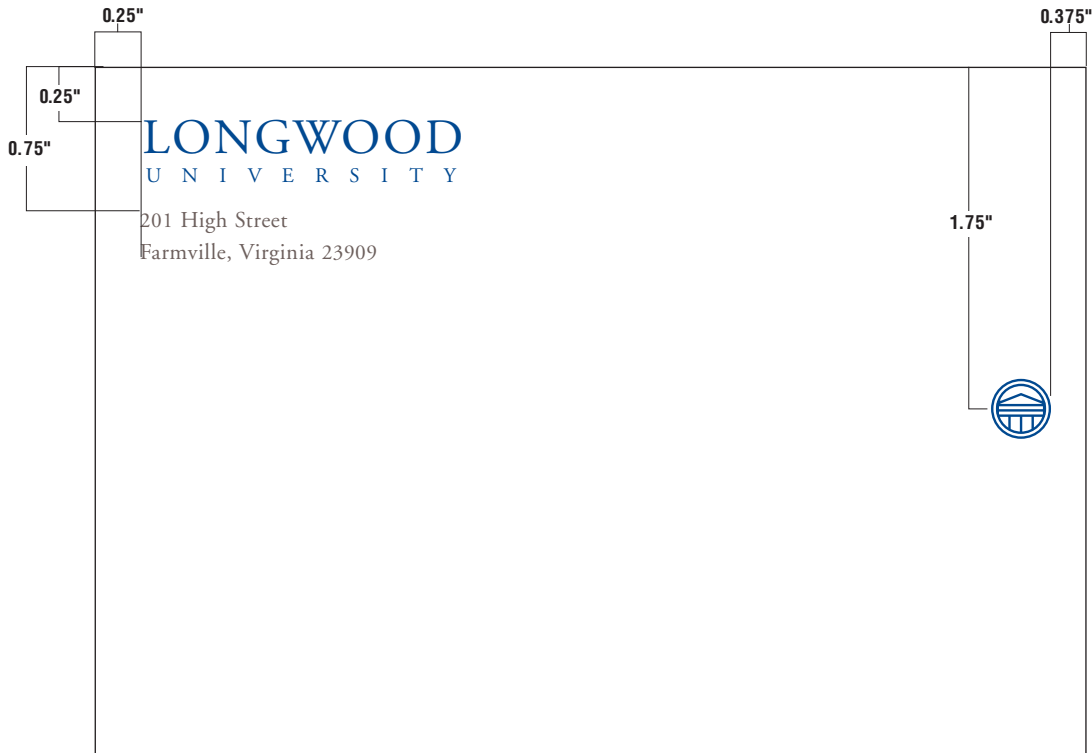 0.25"
0.375"
0.25"
0.75"
LONGWOOD
UNIVERSITY
201 High Street
Farmville, Virginia 23909
1.75"